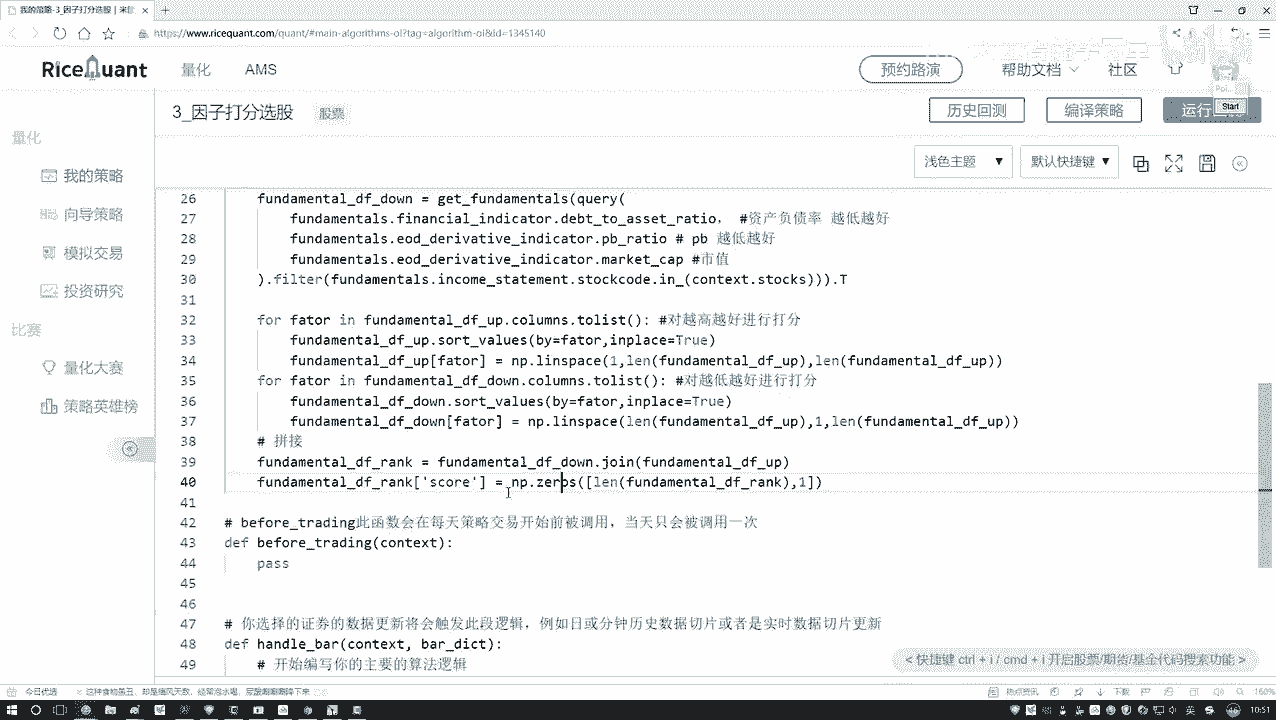 我的策略-3_因子打分选股 | 米
https://www.ricequant.com/quant/#main-algorithms-ol?tag=algorithm-ol&id=1345140
RiceQuant 量化 AMS 预约路演 帮助文档 社区
3_因子打分选股 股票 历史回测 编译策略 运行
Start
浅色主题 默认快捷键
量化
我的策略
向导策略
模拟交易
投资研究
比赛
量化大赛
策略英雄榜
26 fundamental_df_down = get_fundamentals(query(
27 fundamentals.financial_indicator.debt_to_asset_ratio， #资产负债率 越低越好
28 fundamentals.eod_derivative_indicator.pb_ratio # pb 越低越好
29 fundamentals.eod_derivative_indicator.market_cap #市值
30 ).filter(fundamentals.income_statement.stockcode.in_(context.stocks))).T
31
32 for fator in fundamental_df_up.columns.tolist(): #对越高越好进行打分
33 fundamental_df_up.sort_values(by=fator,inplace=True)
34 fundamental_df_up[fator] = np.linspace(1,len(fundamental_df_up),len(fundamental_df_up))
35 for fator in fundamental_df_down.columns.tolist(): #对越低越好进行打分
36 fundamental_df_down.sort_values(by=fator,inplace=True)
37 fundamental_df_down[fator] = np.linspace(len(fundamental_df_up),1,len(fundamental_df_up))
38 # 拼接
39 fundamental_df_rank = fundamental_df_down.join(fundamental_df_up)
40 fundamental_df_rank['score'] = np.zeros([len(fundamental_df_rank),1])
41
42 # before_trading此函数会在每天策略交易开始前被调用，当天只会被调用一次
43 def before_trading(context):
44 pass
45
46
47 # 你选择的证券的数据更新将会触发此段逻辑，例如日或分钟历史数据切片或者是实时数据切片更新
48 def handle_bar(context, bar_dict):
49 # 开始编写你的主要的算法逻辑
< 快捷键 ctrl + i / cmd + i 开启股票/期货/基金代码搜索功能 >
今日优选
热点资讯 下载 160%
英 10:51